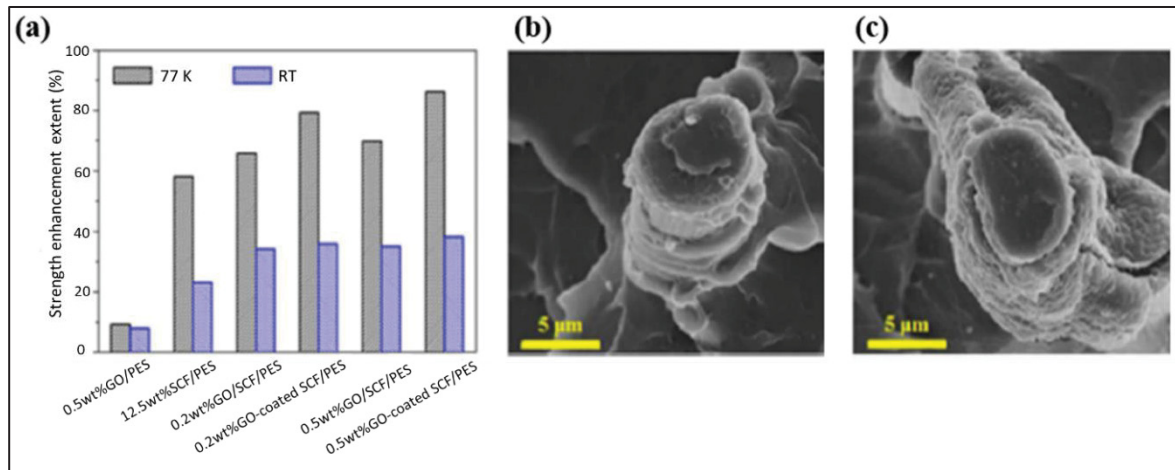 (a)
Strength enhancement extent (%)
100
80
60
40
20
0
77 K
RT
0.5wt%GO/PES
12.5wt%SCF/PES
0.2wt%GO/SCF/PES
0.2wt%GO-coated SCF/PES
0.5wt%GO/SCF/PES
0.5wt%GO-coated SCF/PES
(b)
5 µm
(c)
5 µm